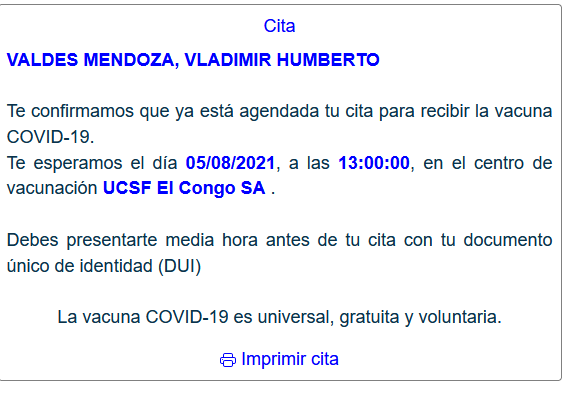 Cita
VALDES MENDOZA, VLADIMIR HUMBERTO
Te confirmamos que ya está agendada tu cita para recibir la vacuna
COVID-19.
Te esperamos el día 05/08/2021, a las 13:00:00, en el centro de
vacunación UCSF El Congo SA .
Debes presentarte media hora antes de tu cita con tu documento
único de identidad (DUI)
La vacuna COVID-19 es universal, gratuita y voluntaria.
Imprimir cita